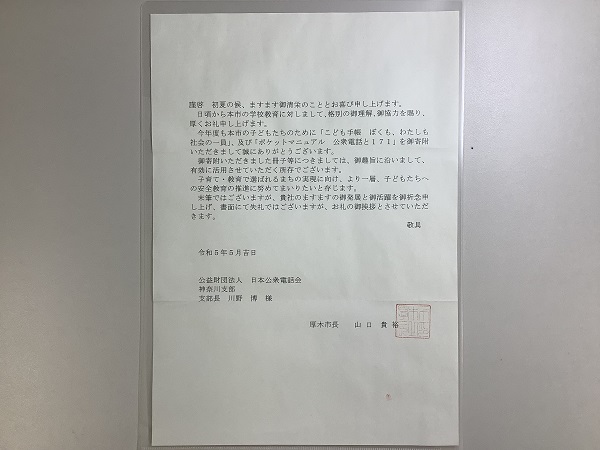 謹啓　初夏の候、ますます御清栄のこととお喜び申し上げます。
日頃から本市の学校教育に対しまして、格別の御理解、御協力を賜り、
厚くお礼申し上げます。
今年度も本市の子どもたちのために「こども手帳　ぼくも、わたしも
社会の一員」、及び「ポケットマニュアル　公衆電話と１７１」を御寄附
いただきまして誠にありがとうございます。
御寄附いただきました冊子等につきましては、御趣旨に沿いまして、
有効に活用させていただく所存でございます。
子育て・教育で選ばれるまちの実現に向け、より一層、子どもたちへ
の安全教育の推進に努めてまいりたいと存じます。
末筆ではございますが、貴社のますますの御発展と御活躍を御祈念申
し上げ、書面にて失礼ではございますが、お礼の御挨拶とさせていただ
きます。
敬具
令和５年５月吉日
公益財団法人　日本公衆電話会
神奈川支部
支部長　川野　博　様
厚木市長　山　口　貴　裕